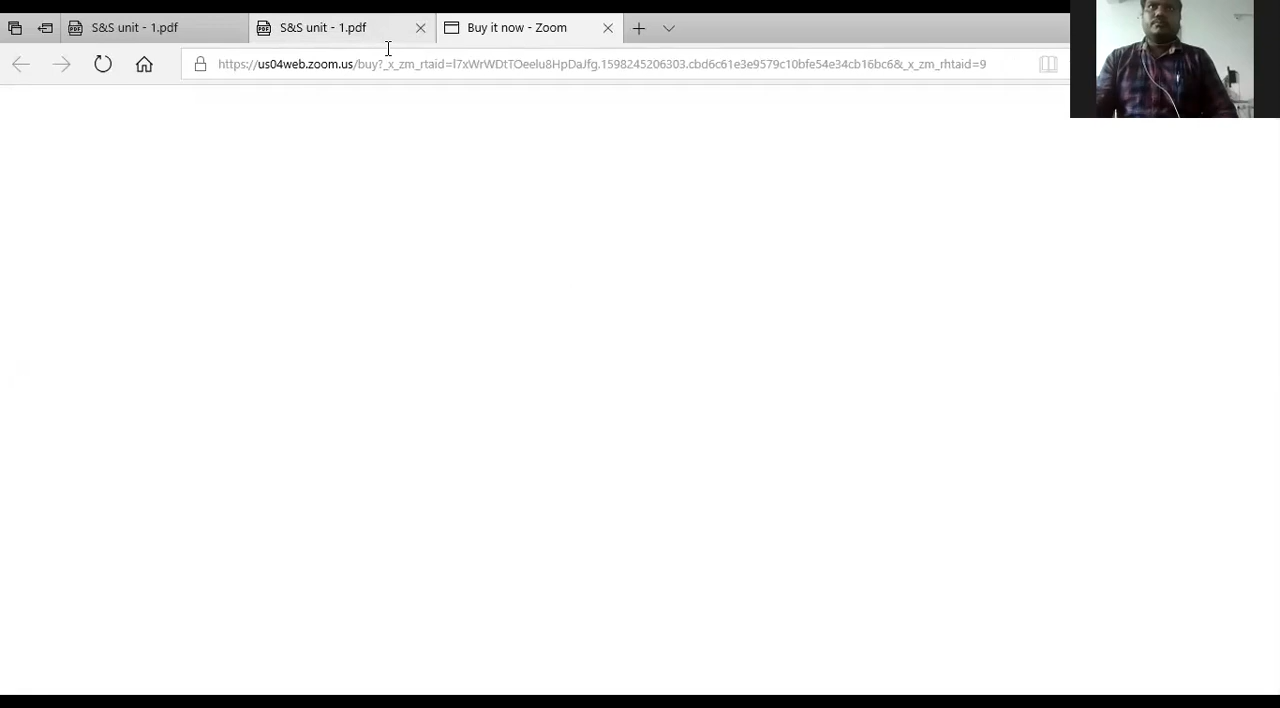 S&S unit - 1.pdf
S&S unit - 1.pdf
Buy it now - Zoom
https://us04web.zoom.us/buy?_x_zm_rtaid=l7xWrWDtTOeelu8HpDaJfg.1598245206303.cbd6c61e3e9579c10bfe54e34cb16bc6&_x_zm_rhtaid=9